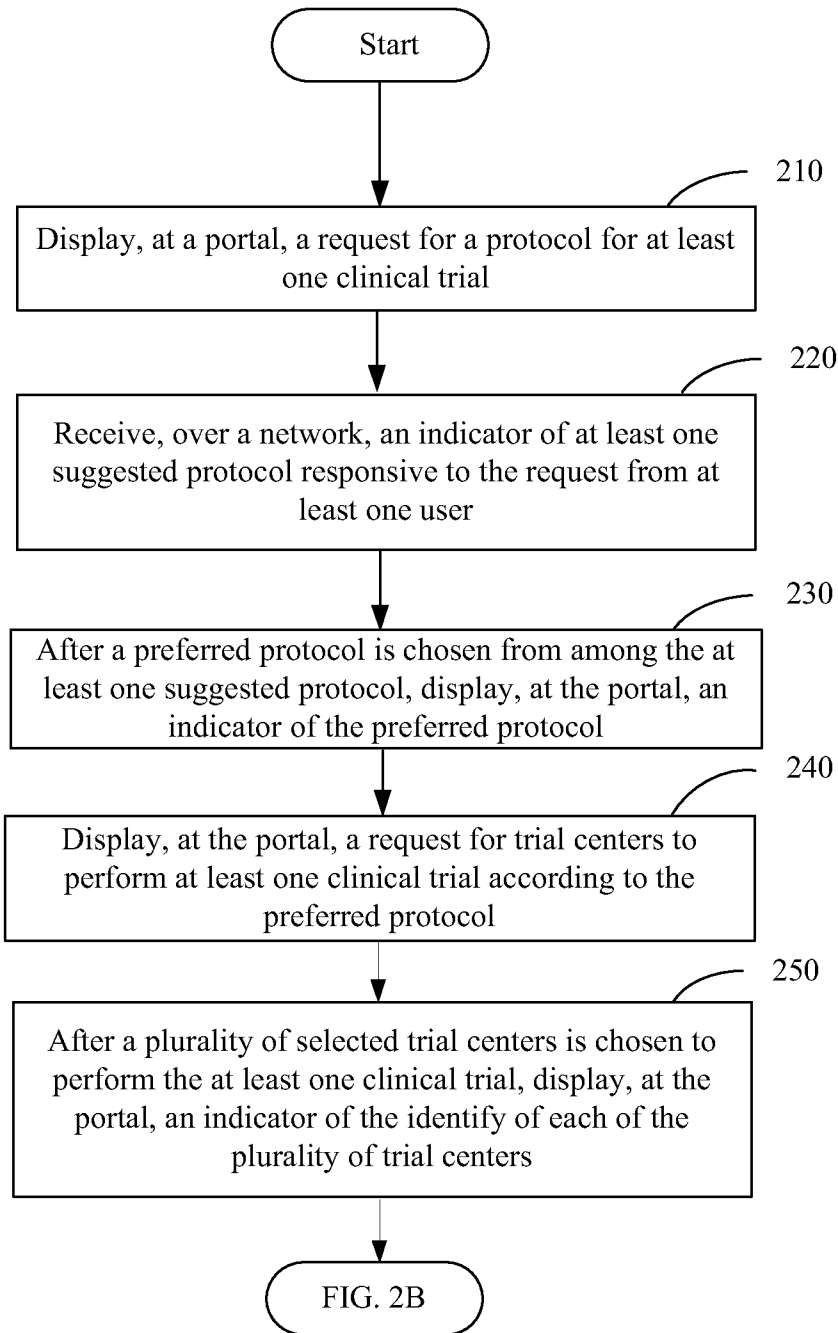 Start
210
Display, at a portal, a request for a protocol for at least
one clinical trial
220
Receive, over a network, an indicator of at least one
suggested protocol responsive to the request from at
least one user
230
After a preferred protocol is chosen from among the at
least one suggested protocol, display, at the portal, an
indicator of the preferred protocol
240
Display, at the portal, a request for trial centers to
perform at least one clinical trial according to the
preferred protocol
250
After a plurality of selected trial centers is chosen to
perform the at least one clinical trial, display, at the
portal, an indicator of the identify of each of the
plurality of trial centers
FIG. 2B